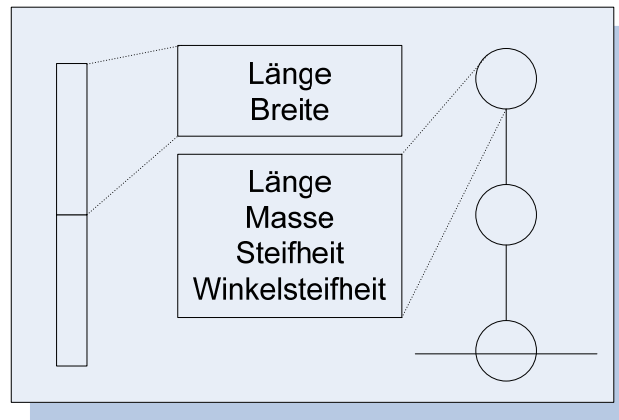 Länge
Breite
Länge
Masse
Steifheit
Winkelsteifheit